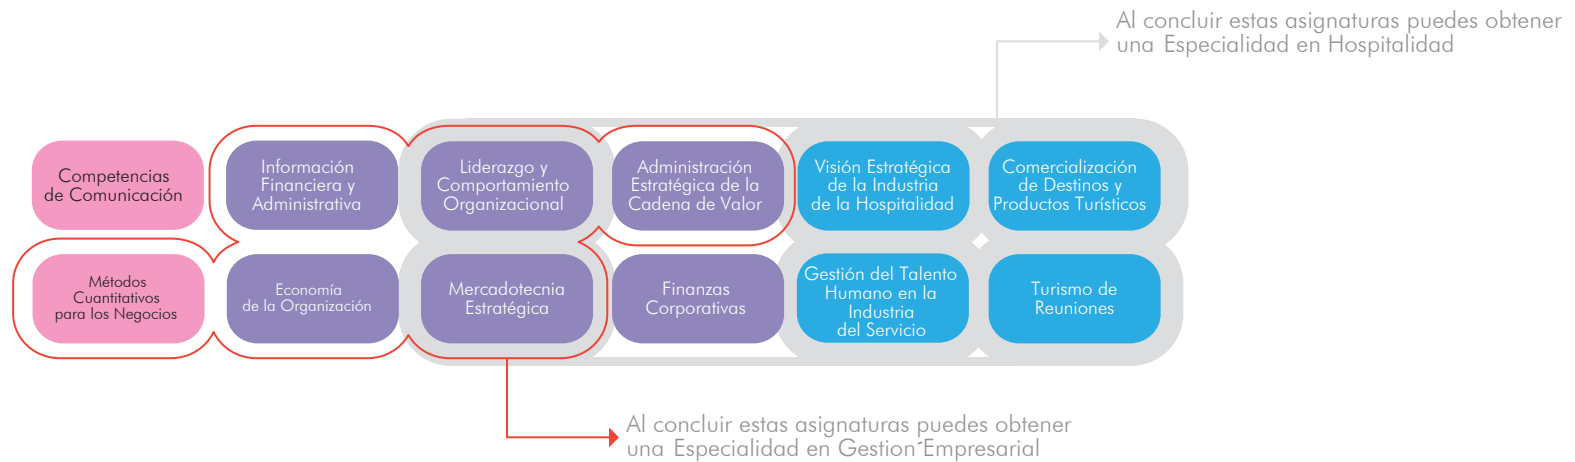 Al concluir estas asignaturas puedes obtener
una Especialidad en Hospitalidad
Competencias
de Comunicación
Información
Financiera y
Administrativa
Liderazgo y
Comportamiento
Organizacional
Administración
Estratégica de la
Cadena de Valor
Visión Estratégica
de la Industria
de la Hospitalidad
Comercialización
de Destinos y
Productos Turísticos
Métodos
Cuantitativos
para los Negocios
Economía
de la Organización
Mercadotecnia
Estratégica
Finanzas
Corporativas
Gestión del Talento
Humano en la
Industria
del Servicio
Turismo de
Reuniones
Al concluir estas asignaturas puedes obtener
una Especialidad en Gestion´Empresarial